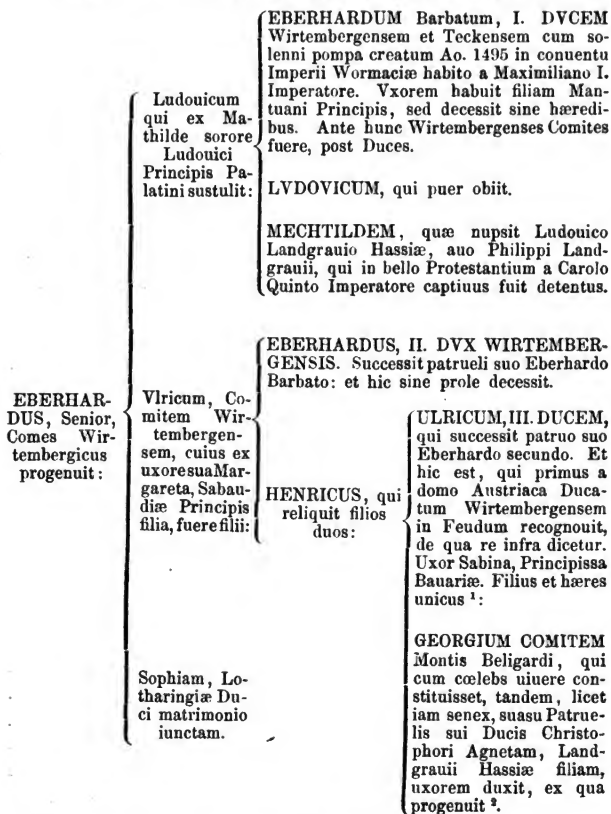 EBERHARDUM Barbatum, I. DVCEM
Wirtembergensem et Teckensem cum so-
lenni pompa creatum Ao. 1495 in conuentu
Imperii Wormaciæ habito a Maximiliano I.
Imperatore. Vxorem habuit filiam Man-
tuani Principis, sed decessit sine hæredi-
bus. Ante hunc Wirtembergenses Comites
fuere, post Duces.
Ludouicum
qui ex Ma-
thilde sorore
Ludouici
Principis Pa-
latini sustulit:
LVDOVICUM, qui puer obiit.
MECHTILDEM, quæ nupsit Ludouico
Landgrauio Hassiæ, auo Philippi Land-
grauii, qui in bello Protestantium a Carolo
Quinto Imperatore captiuus fuit detentus.
EBERHAR-
DUS, Senior,
Comes Wir-
tembergicus
progenuit:
Vlricum, Co-
mitem Wir-
tembergen-
sem, cuius ex
uxore sua Mar-
gareta, Sabau-
diæ Principis
filia, fuere filii:
EBERHARDUS, II. DVX WIRTEMBER-
GENSIS. Successit patrueli suo Eberhardo
Barbato: et hic sine prole decessit.
HENRICUS, qui
reliquit filios
duos:
ULRICUM, III. DUCEM,
qui successit patruo suo
Eberhardo secundo. Et
hic est, qui primus a
domo Austriaca Duca-
tum Wirtembergensem
in Feudum recognouit,
de qua re infra dicetur.
Uxor Sabina, Principissa
Bauariæ. Filius et hæres
unicus ¹:
GEORGIUM COMITEM
Montis Beligardi, qui
cum cœlebs uiuere con-
stituisset, tandem, licet
iam senex, suasu Patrue-
lis sui Ducis Christo-
phori Agnetam, Land-
grauii Hassiæ filiam,
uxorem duxit, ex qua
progenuit ².
Sophiam, Lo-
tharingiæ Du-
ci matrimonio
iunctam.